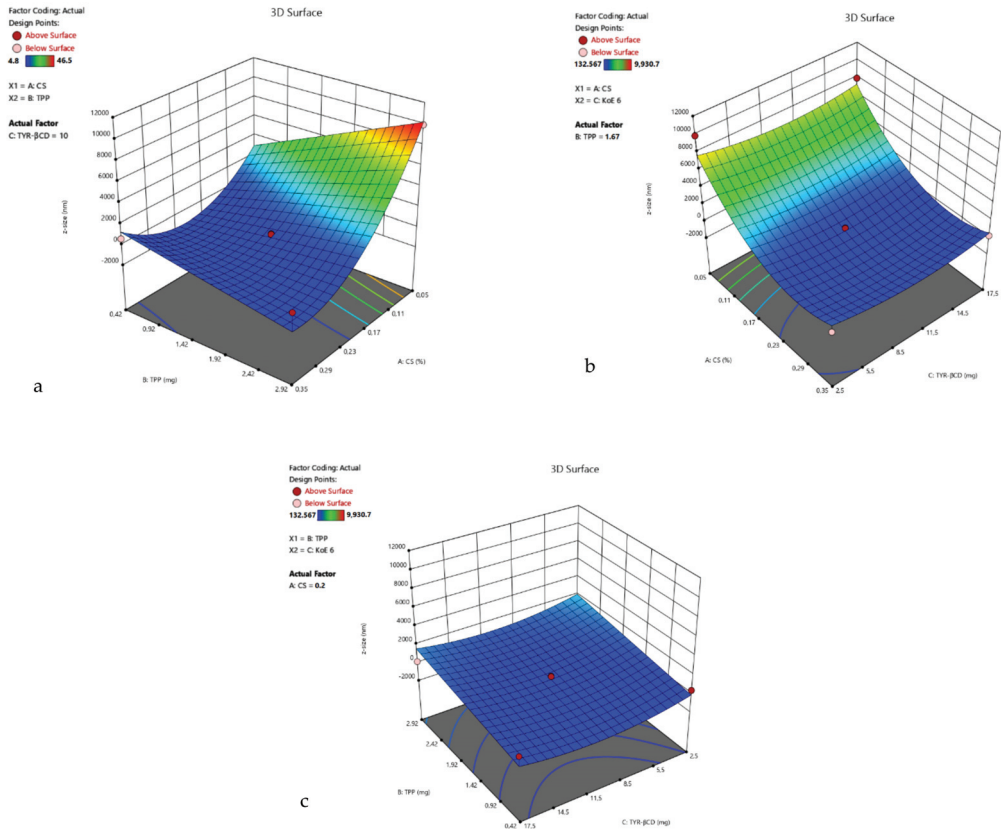 Factor Coding: Actual
3D Surface
Design Points:
Above Surface
Below Surface
4.8 46.5
X1 = A: CS
X2 = B: TPP
Actual Factor
C: TYR-βCD = 10
12000
10000
8000
6000
4000
2000
0
−2000
z-size (nm)
0.42
0.92
1.42
1.92
2.42
2.92
B: TPP (mg)
0.35
0.29
0.23
0.17
0.11
0.05
A: CS (%)
a
Factor Coding: Actual
3D Surface
Design Points:
Above Surface
Below Surface
132.567 9,930.7
X1 = A: CS
X2 = C: KoE 6
Actual Factor
B: TPP = 1.67
12000
10000
8000
6000
4000
2000
0
−2000
z-size (nm)
0.05
0.11
0.17
0.23
0.29
0.35
A: CS (%)
2.5
5.5
8.5
11.5
14.5
17.5
C: TYR-βCD (mg)
b
Factor Coding: Actual
3D Surface
Design Points:
Above Surface
Below Surface
132.567 9,930.7
X1 = B: TPP
X2 = C: KoE 6
Actual Factor
A: CS = 0.2
12000
10000
8000
6000
4000
2000
0
−2000
z-size (nm)
2.92
2.42
1.92
1.42
0.92
0.42
B: TPP (mg)
17.5
14.5
11.5
8.5
5.5
2.5
C: TYR-βCD (mg)
c